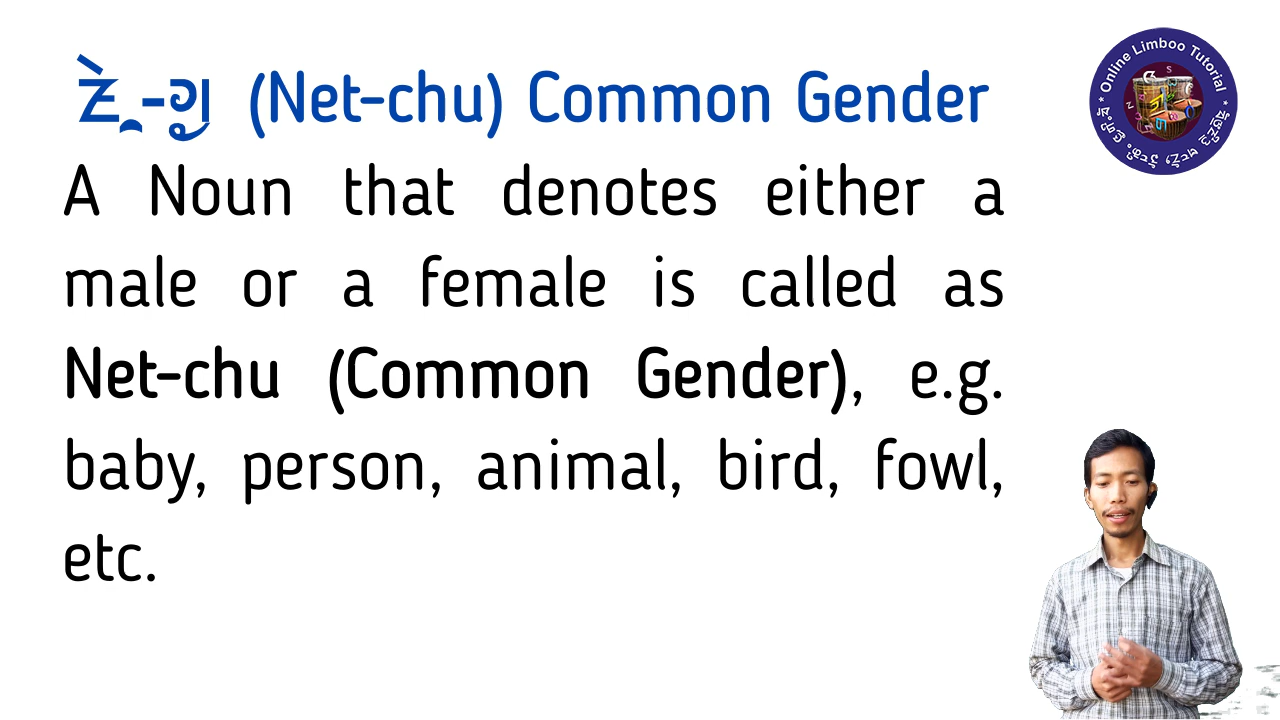 ᤏᤧᤳ-ᤆᤢ (Net-chu) Common Gender
A Noun that denotes either a
male or a female is called as
Net-chu (Common Gender), e.g.
baby, person, animal, bird, fowl,
etc.
* Online Limboo Tutorial *